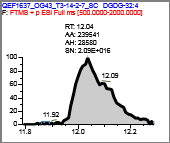 QEF1637_OG43_T3-14-2-7_SC DGDG-32:4
F: FTMS + p ESI Full ms [500.0000-2000.0000]
RT: 12.04
AA: 239541
AH: 28580
SN: 2.09E+016
100
80
60
40
20
0
12.09
11.92
11.8
12.0
12.2